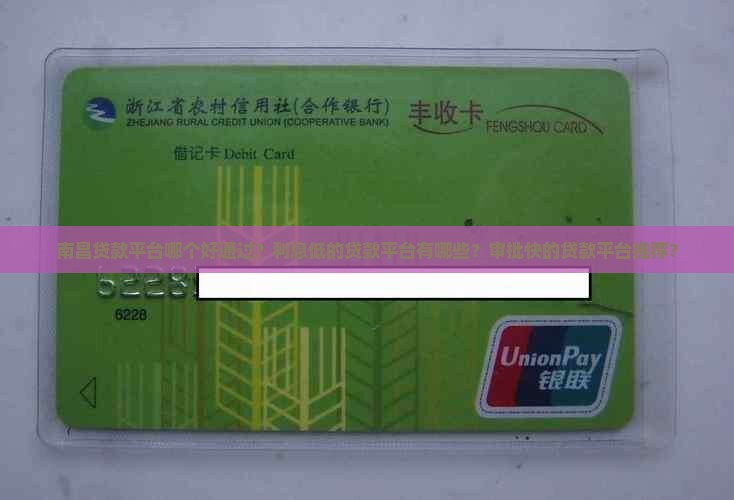 浙江省农村信用社(合作银行)
ZHEJIANG RURAL CREDIT UNION (COOPERATIVE BANK)
丰收卡
FENGSHOU CARD
借记卡 Debit Card
南昌贷款平台哪个好通过？利息低的贷款平台有哪些？审批快的贷款平台推荐？
6228
6228
UnionPay
银联